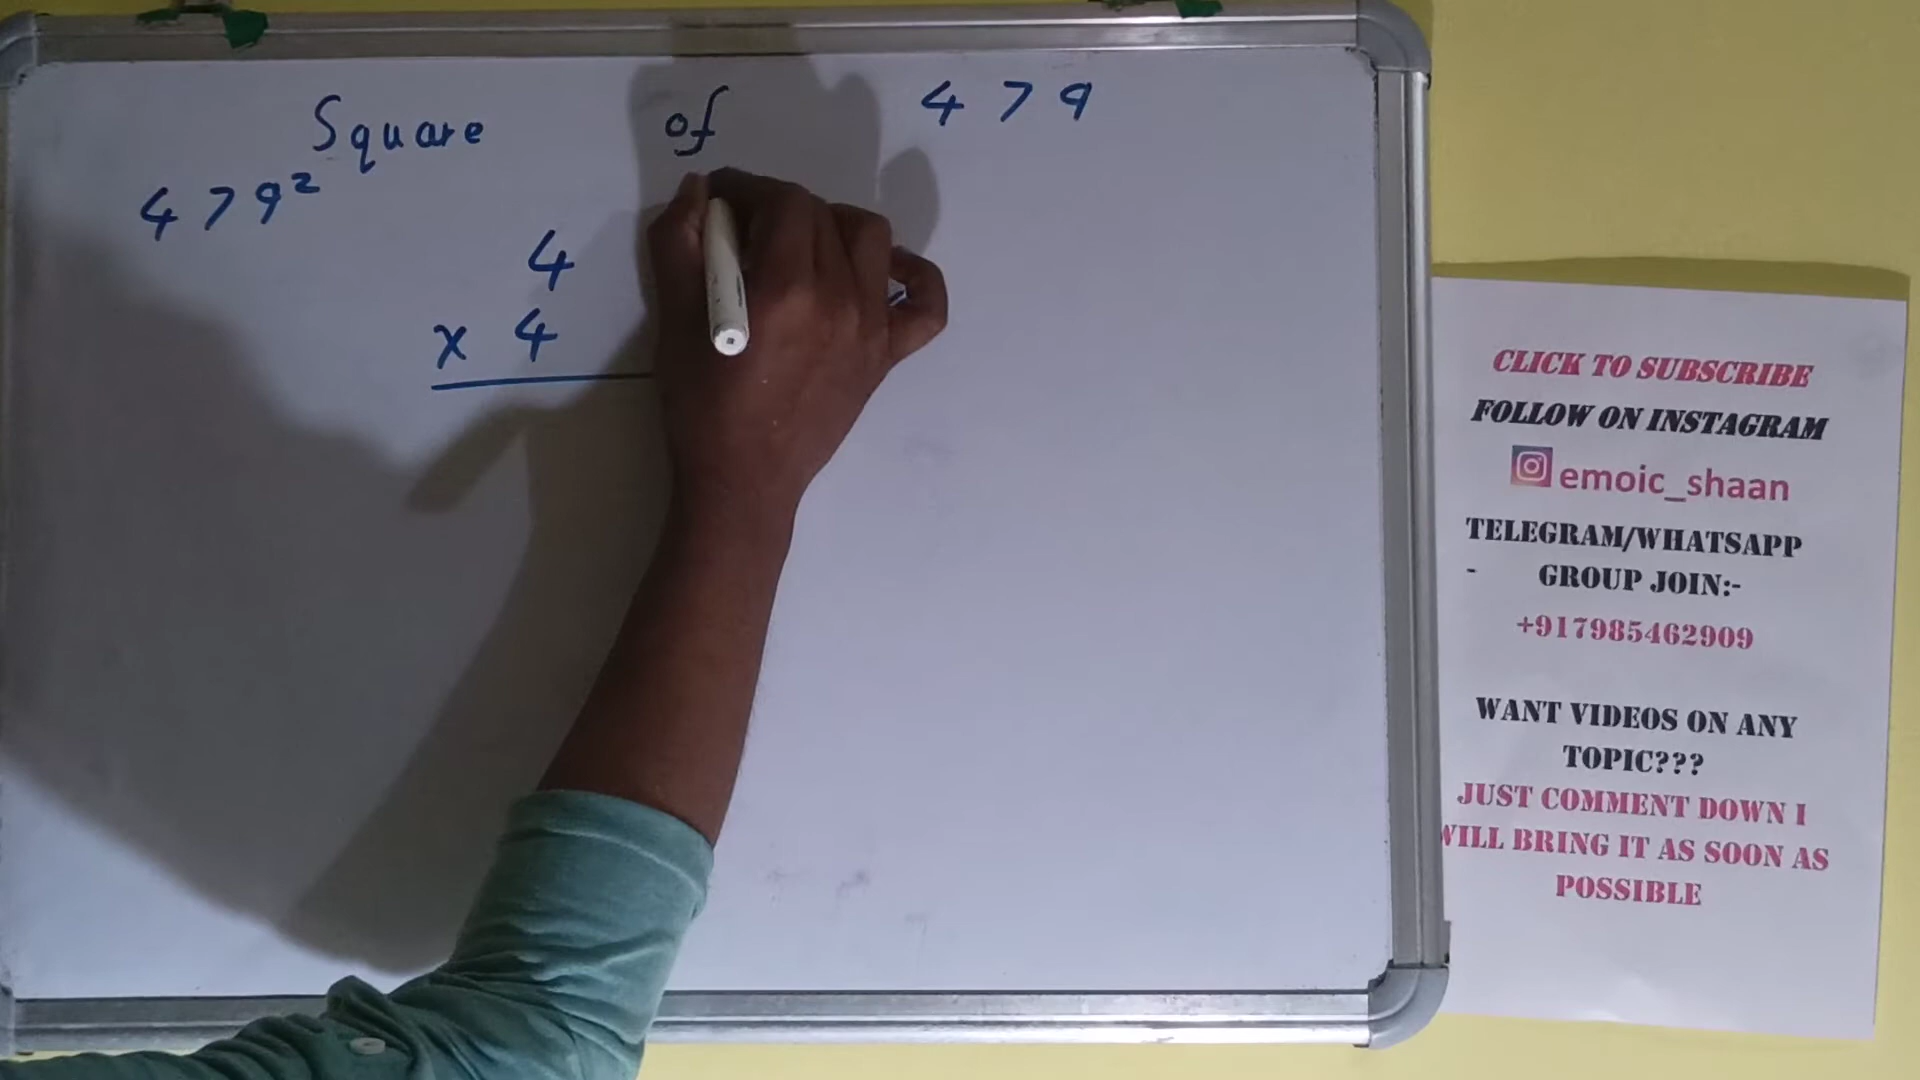 Square of 479
479²
4
x 4
CLICK TO SUBSCRIBE
FOLLOW ON INSTAGRAM
emoic_shaan
TELEGRAM/WHATSAPP
- GROUP JOIN:-
+917985462909
WANT VIDEOS ON ANY
TOPIC???
JUST COMMENT DOWN I
WILL BRING IT AS SOON AS
POSSIBLE